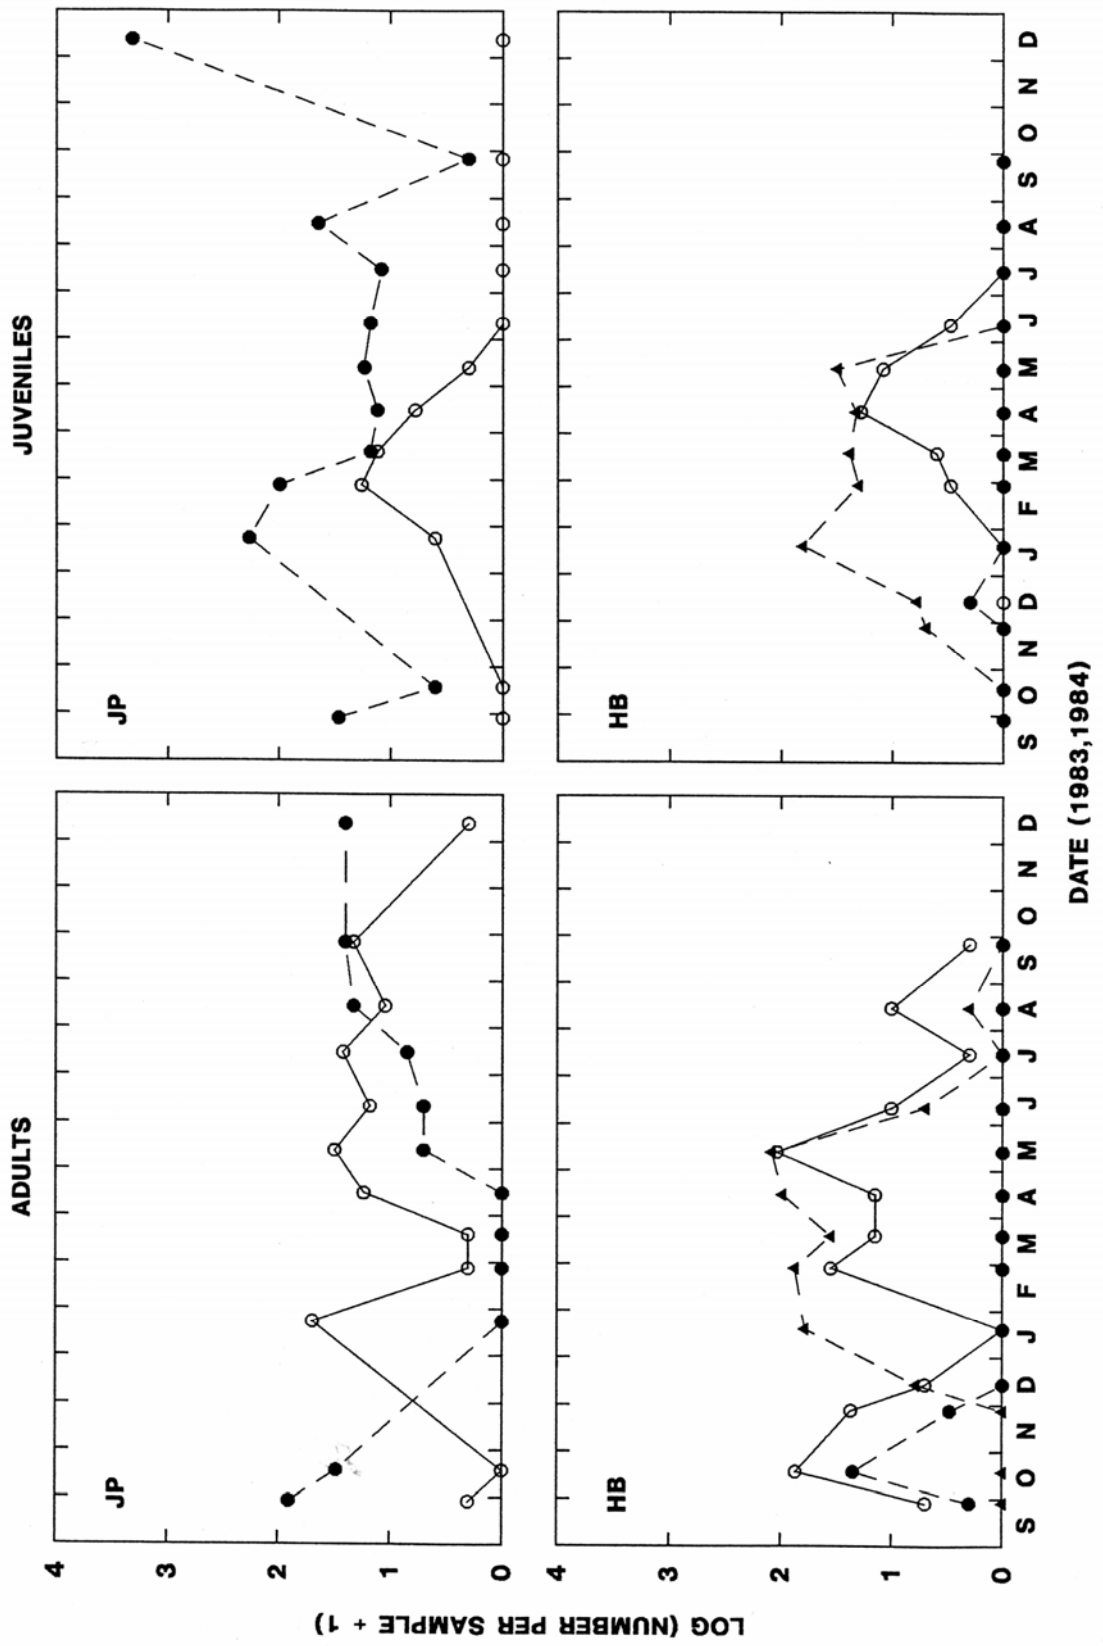 ADULTS
JUVENILES
JP
JP
4
3
2
1
0
HB
HB
4
3
2
1
0
S O N D J F M A M J J A S O N D
S O N D J F M A M J J A S O N D
LOG (NUMBER PER SAMPLE + 1)
DATE (1983,1984)